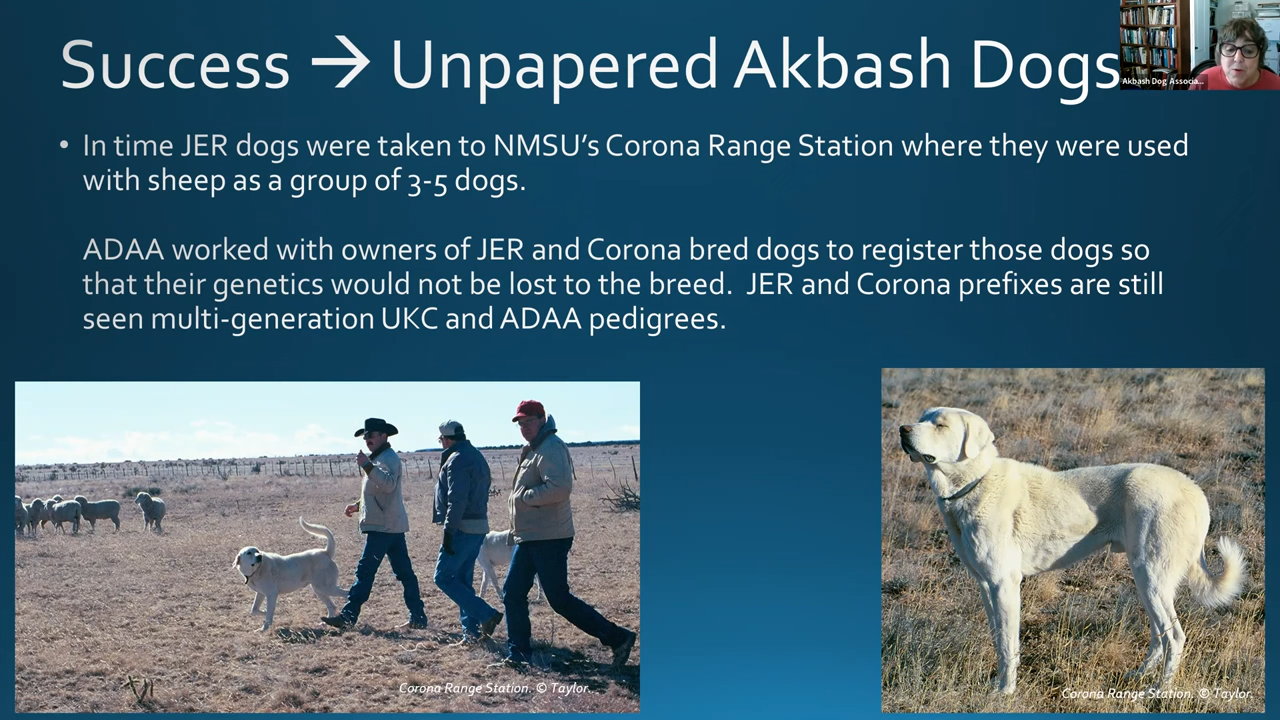 Success → Unpapered Akbash Dogs
Akbash Dog Associa...
• In time JER dogs were taken to NMSU’s Corona Range Station where they were used
with sheep as a group of 3-5 dogs.
ADAA worked with owners of JER and Corona bred dogs to register those dogs so
that their genetics would not be lost to the breed.  JER and Corona prefixes are still
seen multi-generation UKC and ADAA pedigrees.
Corona Range Station. © Taylor.
Corona Range Station. © Taylor.